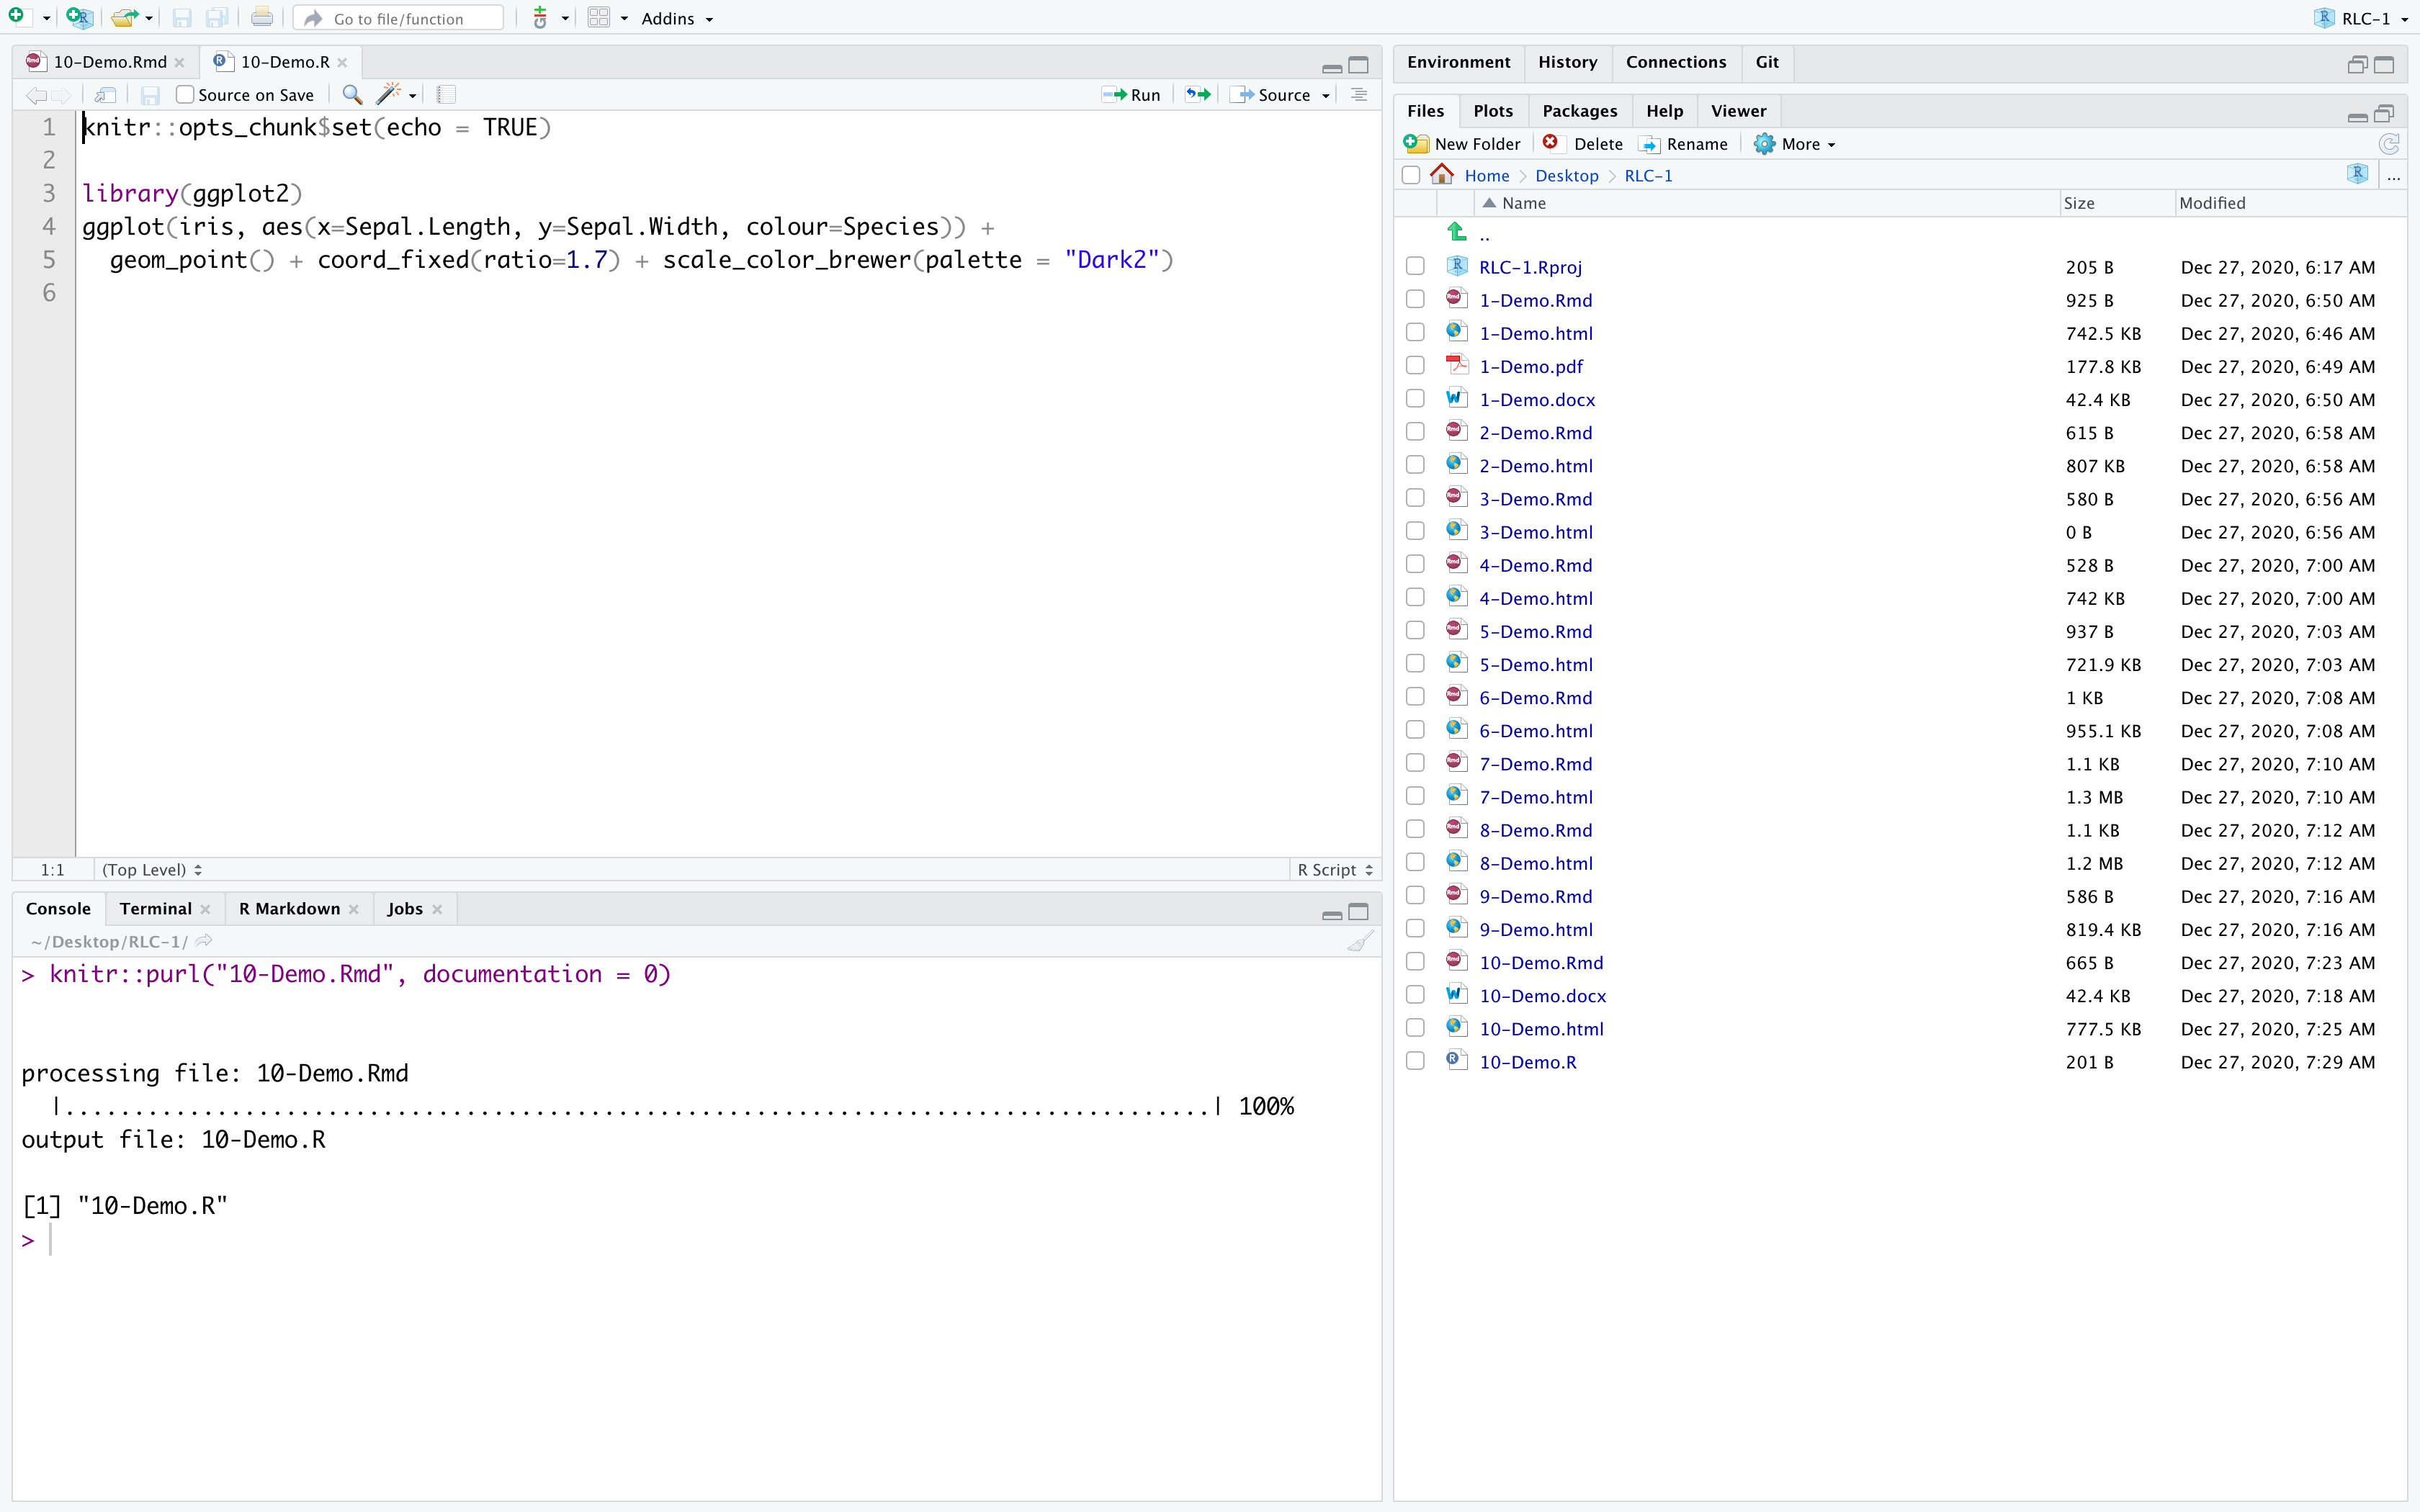 Go to file/function
Addins
RLC-1
10-Demo.Rmd
10-Demo.R
Source on Save
Run
Source
1 knitr::opts_chunk$set(echo = TRUE)
2
3 library(ggplot2)
4 ggplot(iris, aes(x=Sepal.Length, y=Sepal.Width, colour=Species)) +
5   geom_point() + coord_fixed(ratio=1.7) + scale_color_brewer(palette = "Dark2")
6
1:1 (Top Level) R Script
Console Terminal R Markdown Jobs
~/Desktop/RLC-1/
> knitr::purl("10-Demo.Rmd", documentation = 0)
processing file: 10-Demo.Rmd
  |...................................................................................| 100%
output file: 10-Demo.R
[1] "10-Demo.R"
>
Environment History Connections Git
Files Plots Packages Help Viewer
New Folder Delete Rename More
Home Desktop RLC-1 ...
Name Size Modified
..
RLC-1.Rproj 205 B Dec 27, 2020, 6:17 AM
1-Demo.Rmd 925 B Dec 27, 2020, 6:50 AM
1-Demo.html 742.5 KB Dec 27, 2020, 6:46 AM
1-Demo.pdf 177.8 KB Dec 27, 2020, 6:49 AM
1-Demo.docx 42.4 KB Dec 27, 2020, 6:50 AM
2-Demo.Rmd 615 B Dec 27, 2020, 6:58 AM
2-Demo.html 807 KB Dec 27, 2020, 6:58 AM
3-Demo.Rmd 580 B Dec 27, 2020, 6:56 AM
3-Demo.html 0 B Dec 27, 2020, 6:56 AM
4-Demo.Rmd 528 B Dec 27, 2020, 7:00 AM
4-Demo.html 742 KB Dec 27, 2020, 7:00 AM
5-Demo.Rmd 937 B Dec 27, 2020, 7:03 AM
5-Demo.html 721.9 KB Dec 27, 2020, 7:03 AM
6-Demo.Rmd 1 KB Dec 27, 2020, 7:08 AM
6-Demo.html 955.1 KB Dec 27, 2020, 7:08 AM
7-Demo.Rmd 1.1 KB Dec 27, 2020, 7:10 AM
7-Demo.html 1.3 MB Dec 27, 2020, 7:10 AM
8-Demo.Rmd 1.1 KB Dec 27, 2020, 7:12 AM
8-Demo.html 1.2 MB Dec 27, 2020, 7:12 AM
9-Demo.Rmd 586 B Dec 27, 2020, 7:16 AM
9-Demo.html 819.4 KB Dec 27, 2020, 7:16 AM
10-Demo.Rmd 665 B Dec 27, 2020, 7:23 AM
10-Demo.docx 42.4 KB Dec 27, 2020, 7:18 AM
10-Demo.html 777.5 KB Dec 27, 2020, 7:25 AM
10-Demo.R 201 B Dec 27, 2020, 7:29 AM